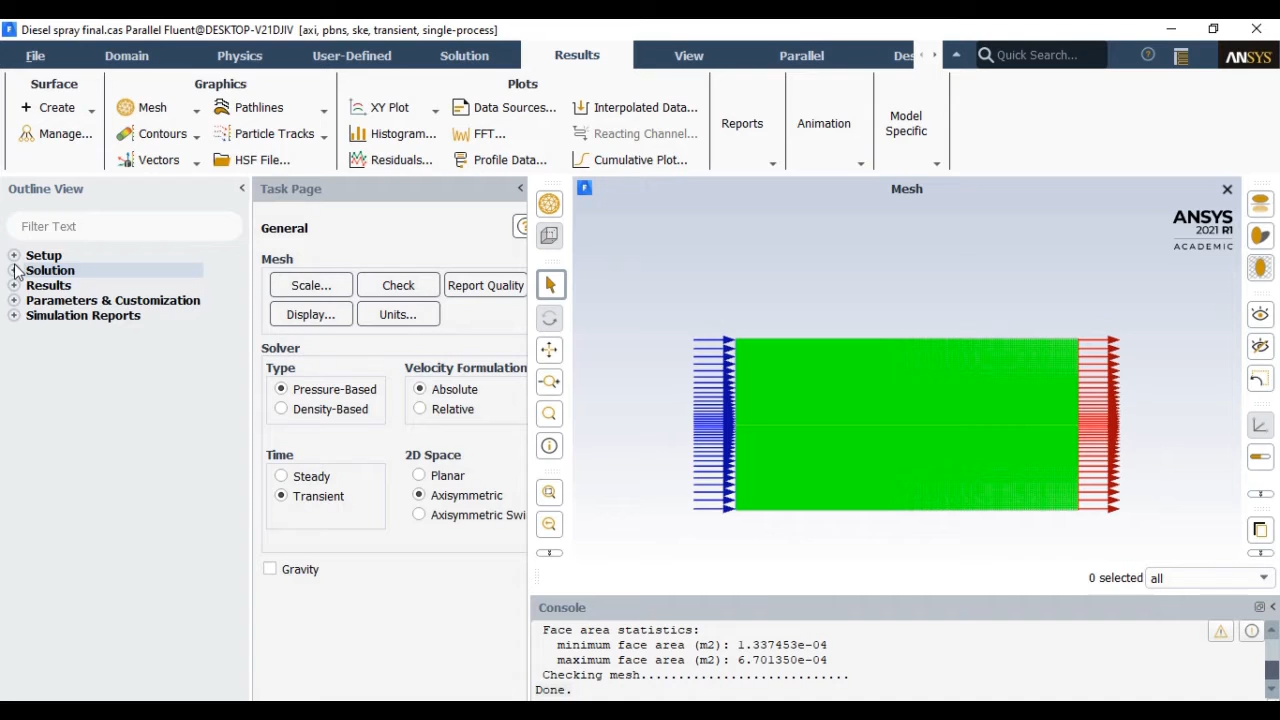 Diesel spray final.cas Parallel Fluent@DESKTOP-V21DJIV [axi, pbns, ske, transient, single-process]
File Domain Physics User-Defined Solution Results View Parallel Des Quick Search... ANSYS
Surface Graphics Plots
Create Mesh Pathlines XY Plot Data Sources... Interpolated Data...
Manage... Contours Particle Tracks Histogram... FFT... Reacting Channel...
Vectors HSF File... Residuals... Profile Data... Cumulative Plot...
Reports Animation Model
Specific
Outline View
Filter Text
Setup
Solution
Results
Parameters & Customization
Simulation Reports
Task Page
General
Mesh
Scale... Check Report Quality
Display... Units...
Solver
Type Velocity Formulation
Pressure-Based Absolute
Density-Based Relative
Time 2D Space
Steady Planar
Transient Axisymmetric
Axisymmetric Swi
Gravity
Mesh
ANSYS
2021 R1
ACADEMIC
0 selected all
Console
Face area statistics:
minimum face area (m2): 1.337453e-04
maximum face area (m2): 6.701350e-04
Checking mesh...........................
Done.